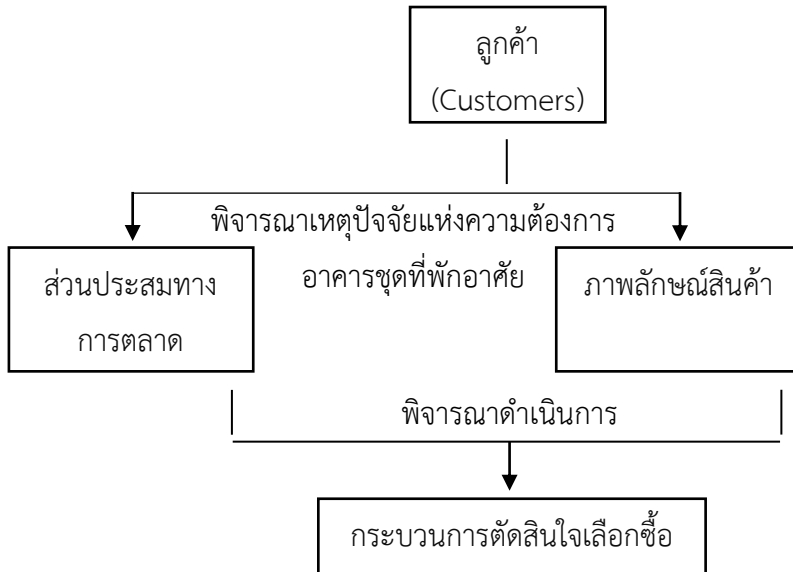 ลูกค้า
(Customers)
พิจารณาเหตุปัจจัยแห่งความต้องการ
อาคารชุดที่พักอาศัย
ส่วนประสมทาง
การตลาด
ภาพลักษณ์สินค้า
พิจารณาดำเนินการ
กระบวนการตัดสินใจเลือกซื้อ